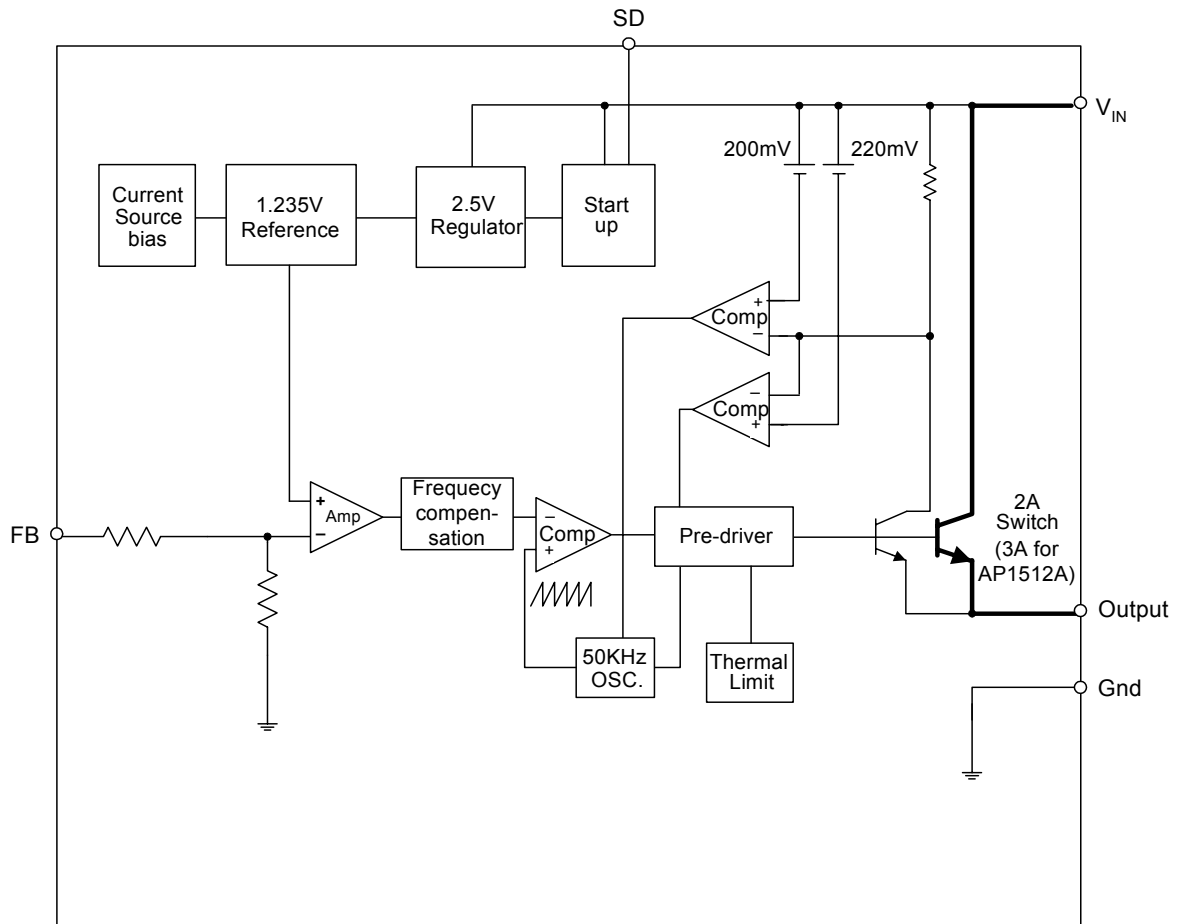 SD
V_IN
200mV
220mV
Current
Source
bias
1.235V
Reference
2.5V
Regulator
Start
up
+
Comp
−
−
Comp
+
FB
+
Amp
−
Frequecy
compen-
sation
−
Comp
+
Pre-driver
2A
Switch
(3A for
AP1512A)
Output
50KHz
OSC.
Thermal
Limit
Gnd